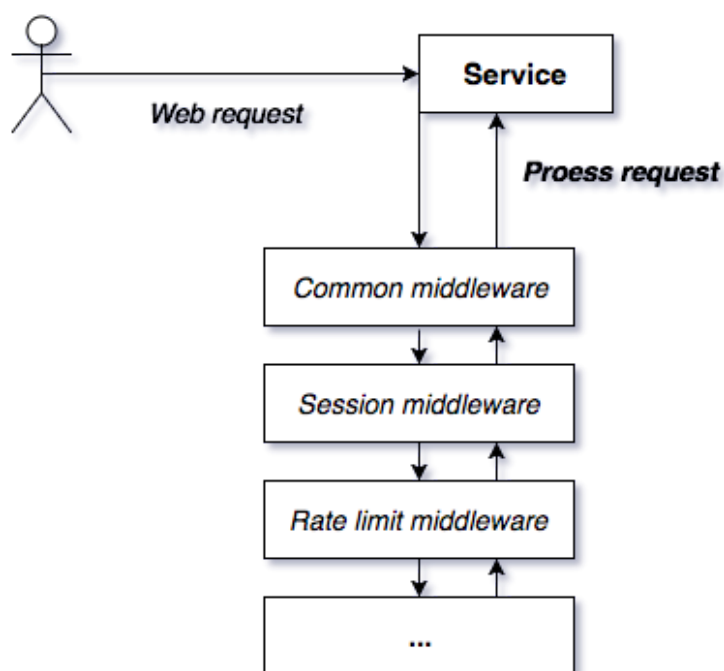 Service
Web request
Proess request
Common middleware
Session middleware
Rate limit middleware
...